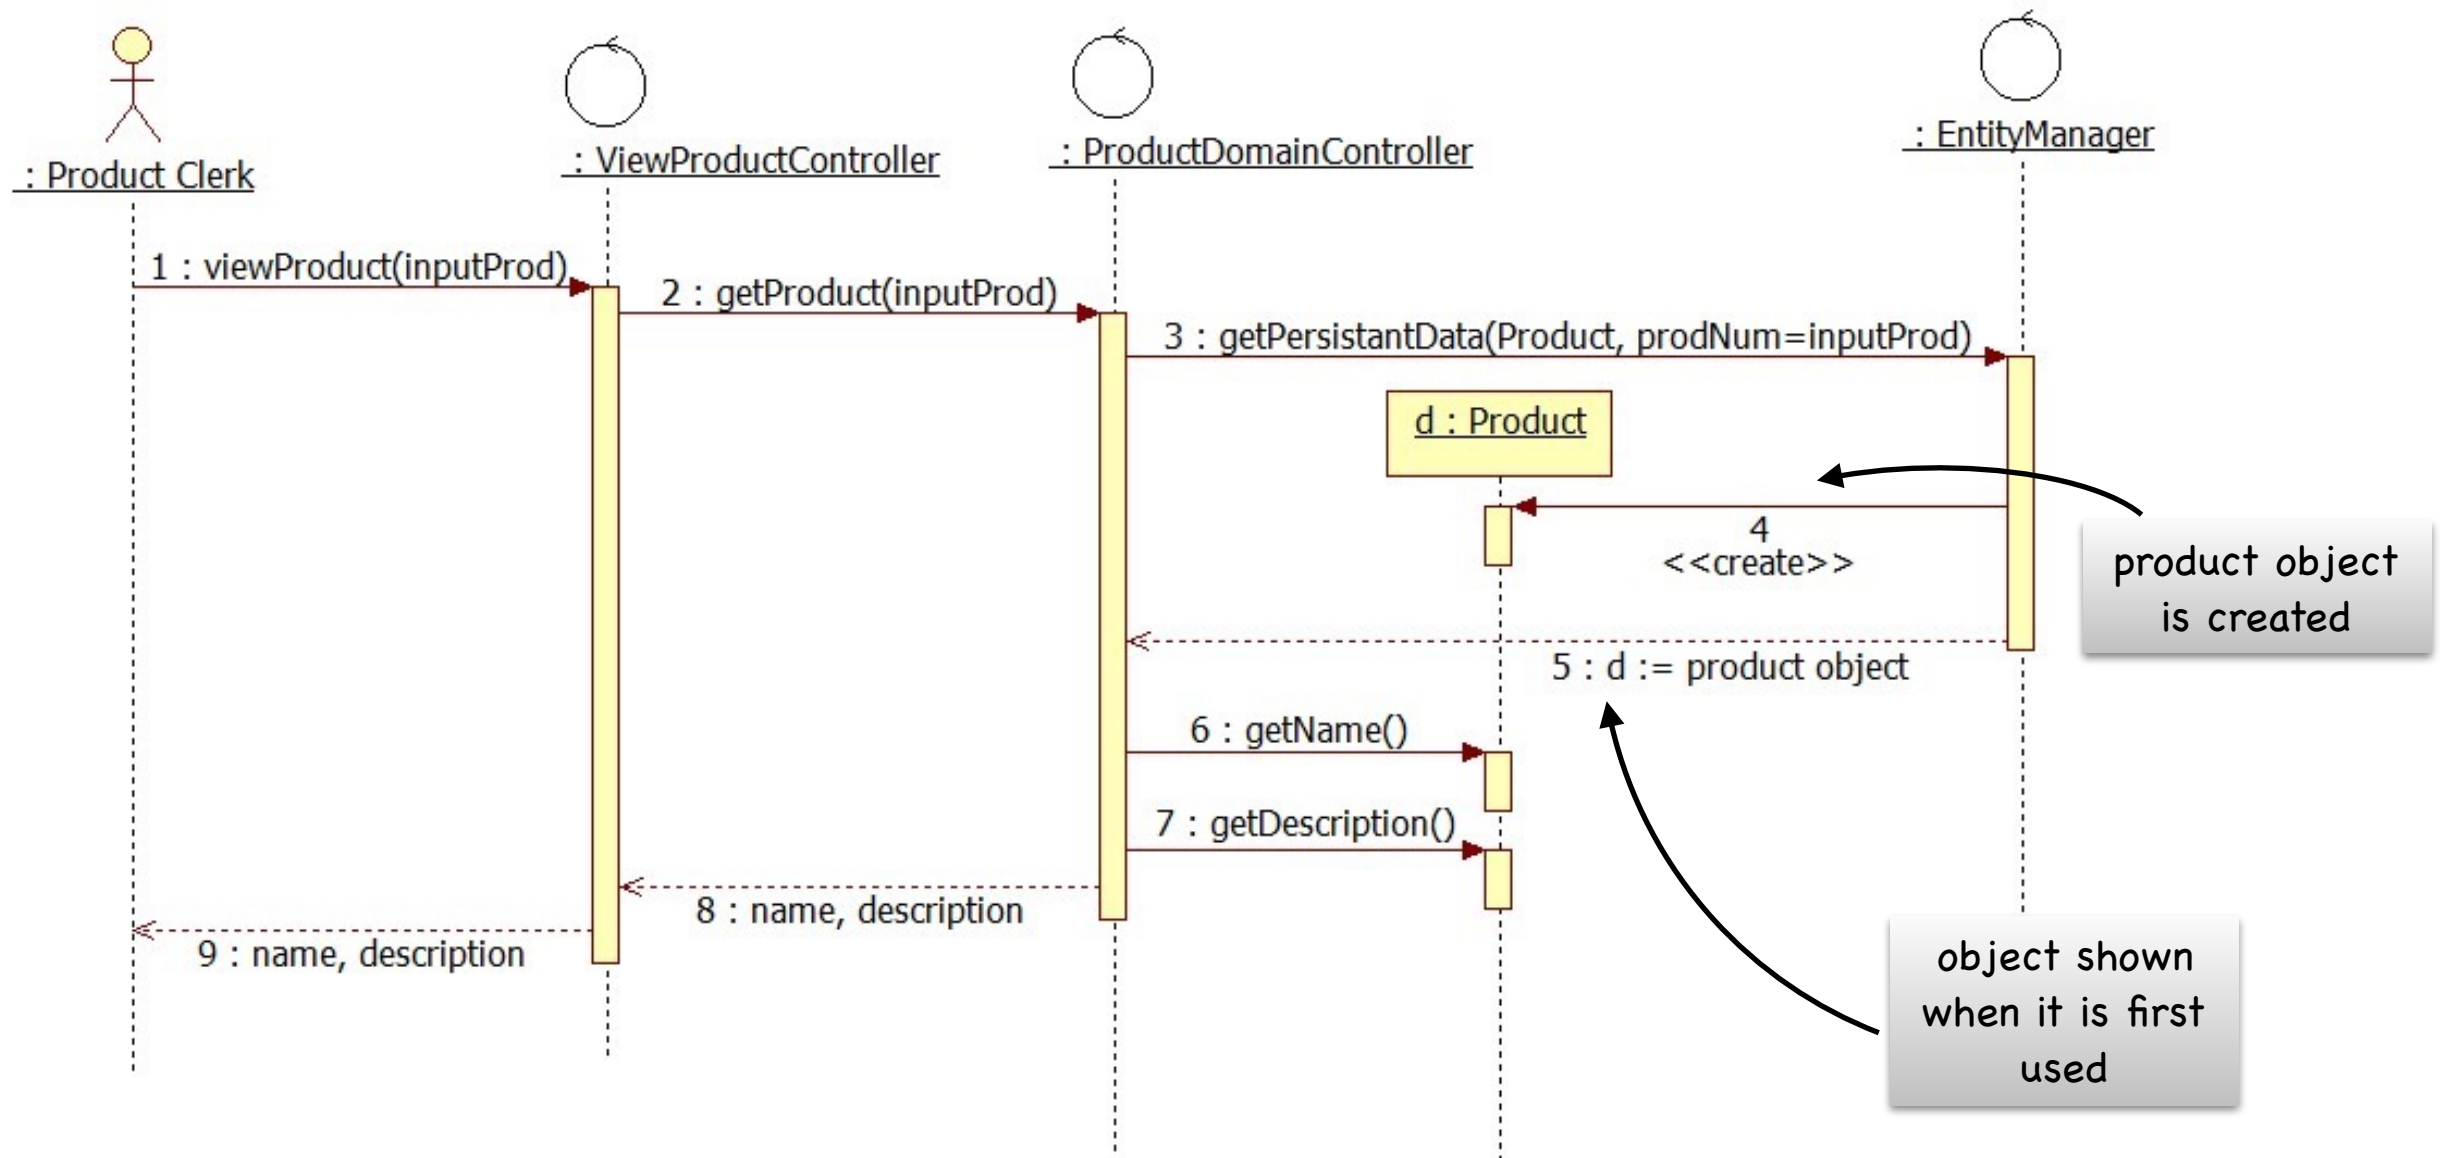 : Product Clerk
: ViewProductController
: ProductDomainController
: EntityManager
1 : viewProduct(inputProd)
2 : getProduct(inputProd)
3 : getPersistantData(Product, prodNum=inputProd)
d : Product
4
<<create>>
product object
is created
5 : d := product object
6 : getName()
7 : getDescription()
8 : name, description
9 : name, description
object shown
when it is first
used